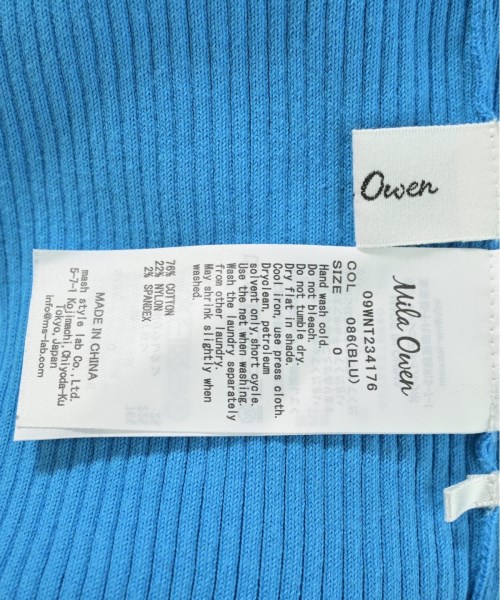 Owen
Mila Owen
09WNT234176
COL 086(BLU)
SIZE 0
Hand wash cold.
Do not bleach.
Do not tumble dry.
Dry flat in shade.
Cool iron, use press cloth.
Dryclean, petroleum
solvent only, short cycle.
Use the net when washing.
Wash the laundry separately
from other laundry.
May shrink slightly when
washed.
76% COTTON
22% NYLON
2% SPANDEX
MADE IN CHINA
mash style lab Co., Ltd.
5-7-1 Kojimachi, Chiyoda-Ku
Tokyo, Japan
info@ms-lab.com